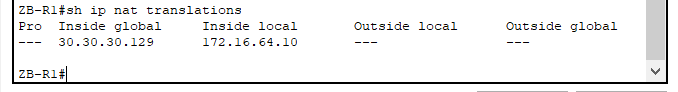 ZB-R1#sh ip nat translations
Pro  Inside global     Inside local       Outside local      Outside global
---  30.30.30.129      172.16.64.10       ---                ---

ZB-R1#